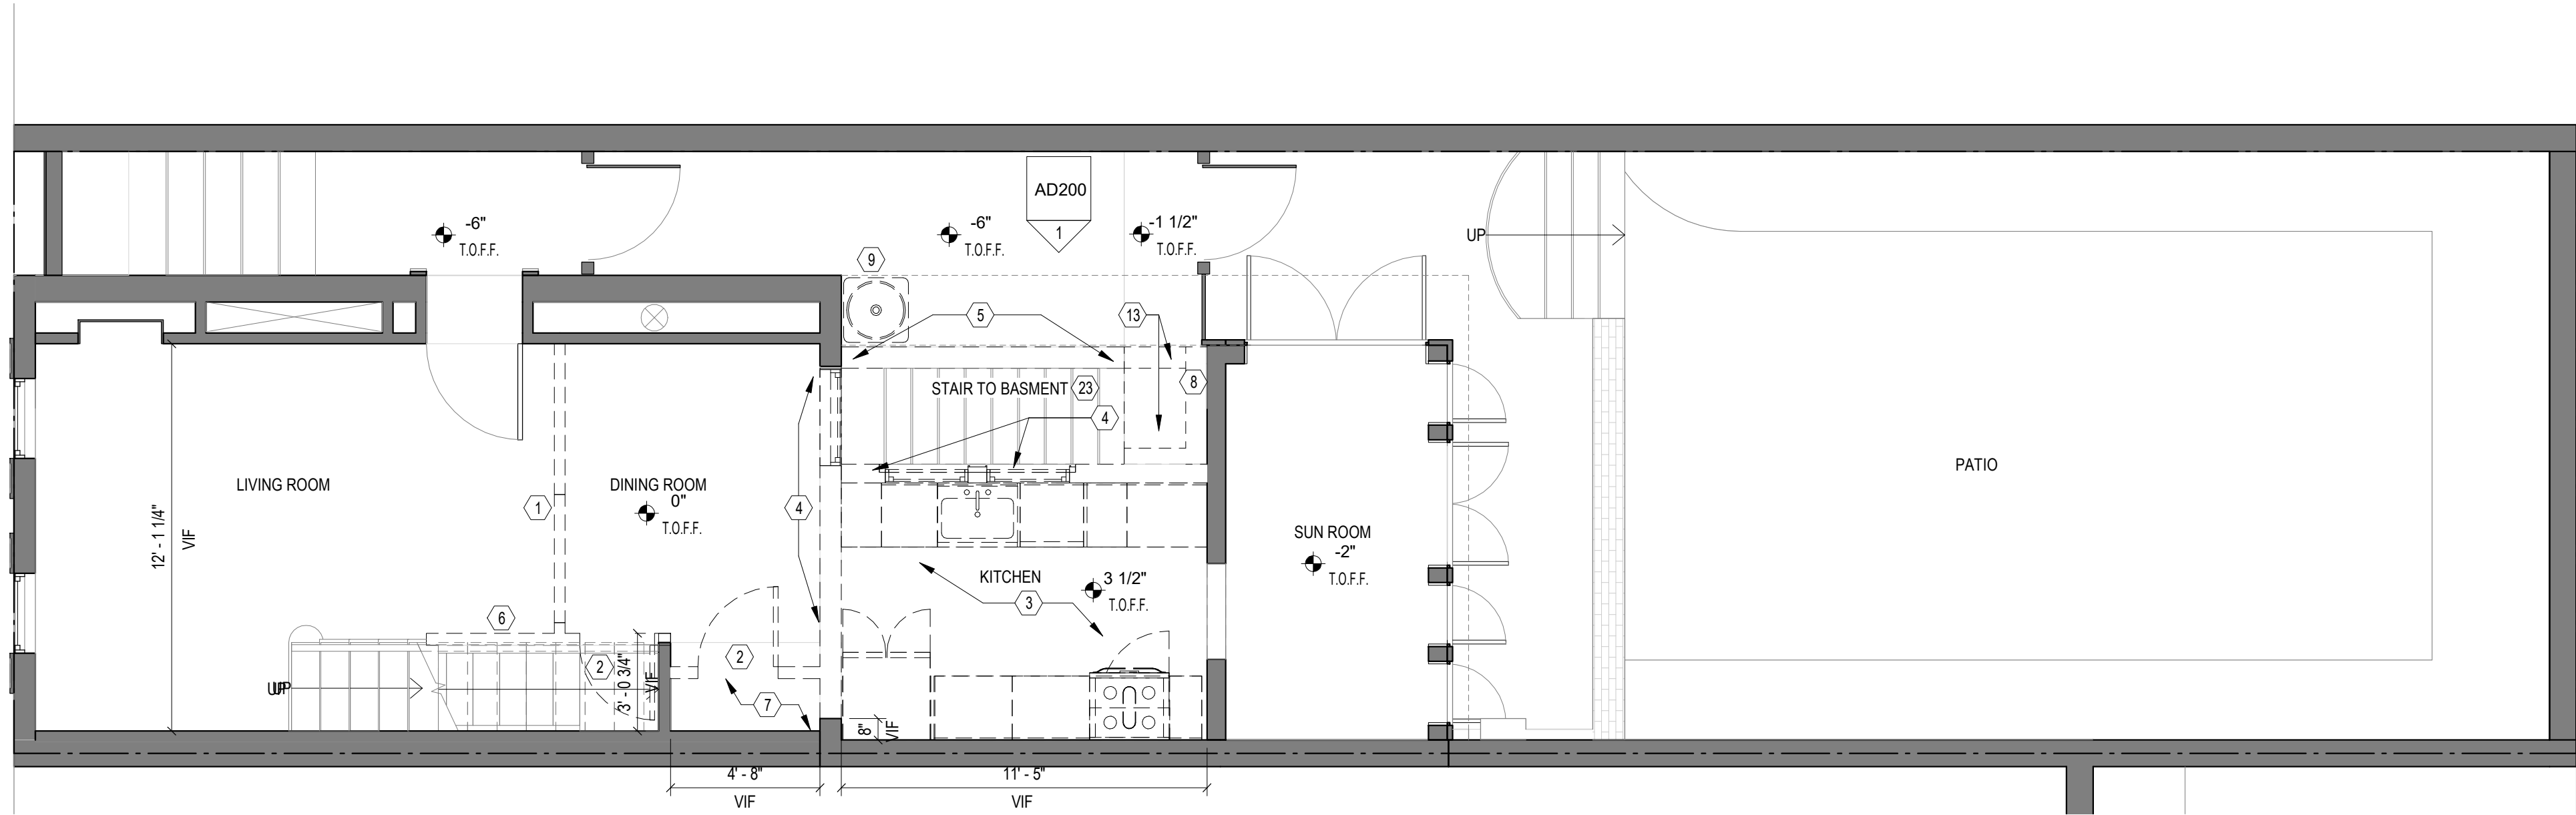 AD200
1
-6"
T.O.F.F.
-6"
T.O.F.F.
-1 1/2"
T.O.F.F.
UP
9
5
13
STAIR TO BASMENT
23
8
4
LIVING ROOM
DINING ROOM
0"
T.O.F.F.
1
4
12' - 1 1/4"
VIF
PATIO
SUN ROOM
-2"
T.O.F.F.
KITCHEN
3 1/2"
T.O.F.F.
3
6
2
3' - 0 3/4"
VIF
2
UP
UP
7
8"
VIF
4' - 8"
VIF
11' - 5"
VIF